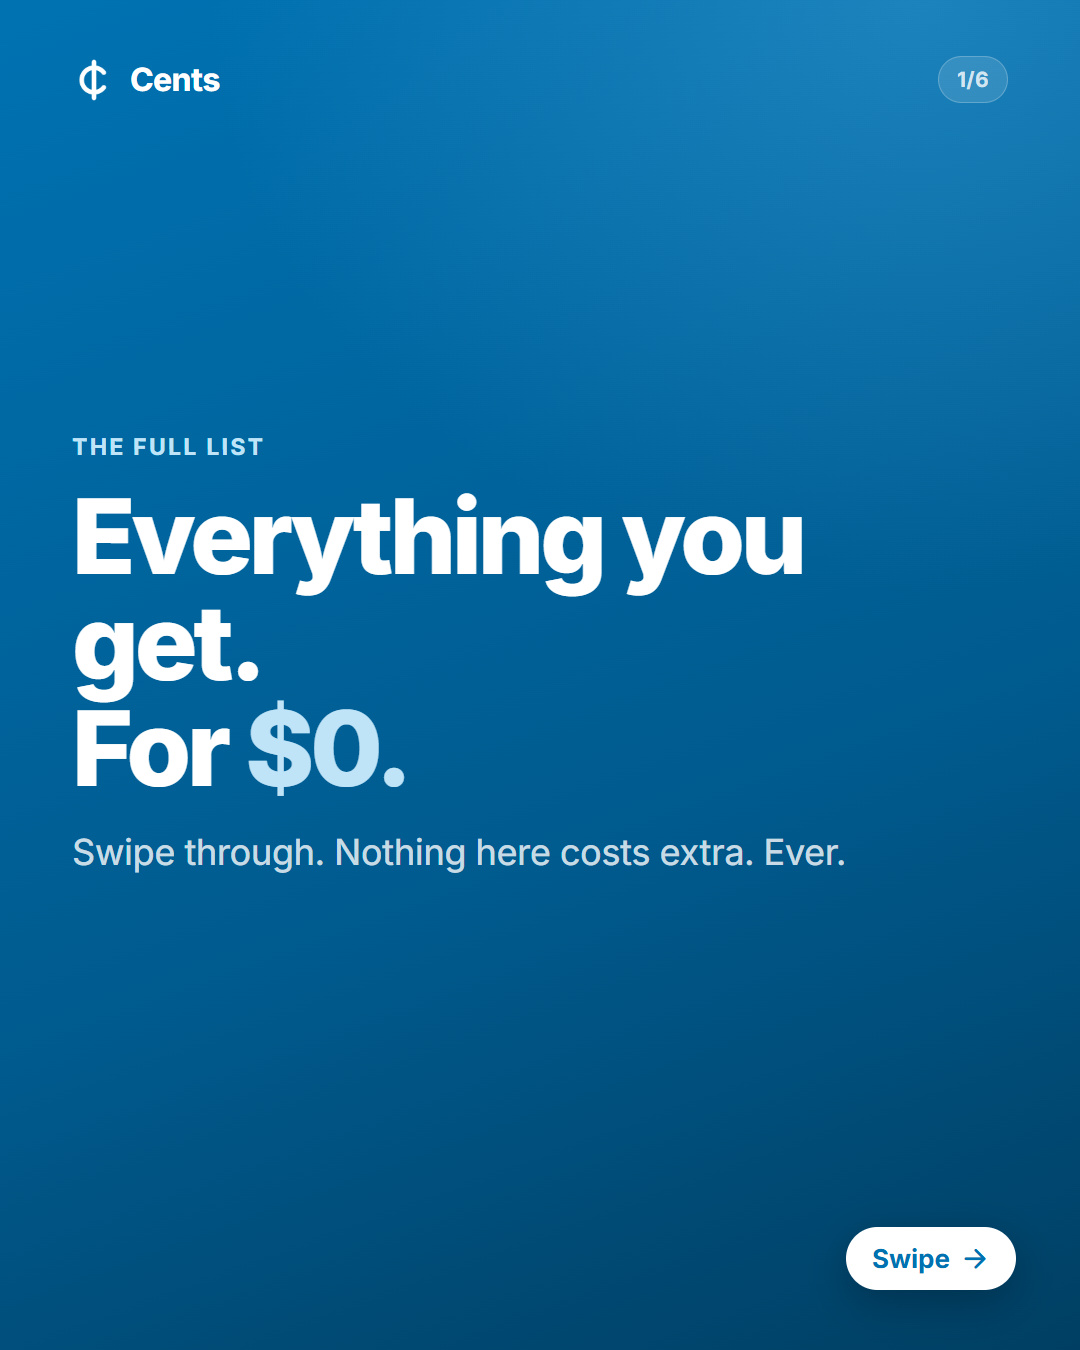 Cents
1/6
THE FULL LIST
Everything you
get.
For $0.
Swipe through. Nothing here costs extra. Ever.
Swipe →